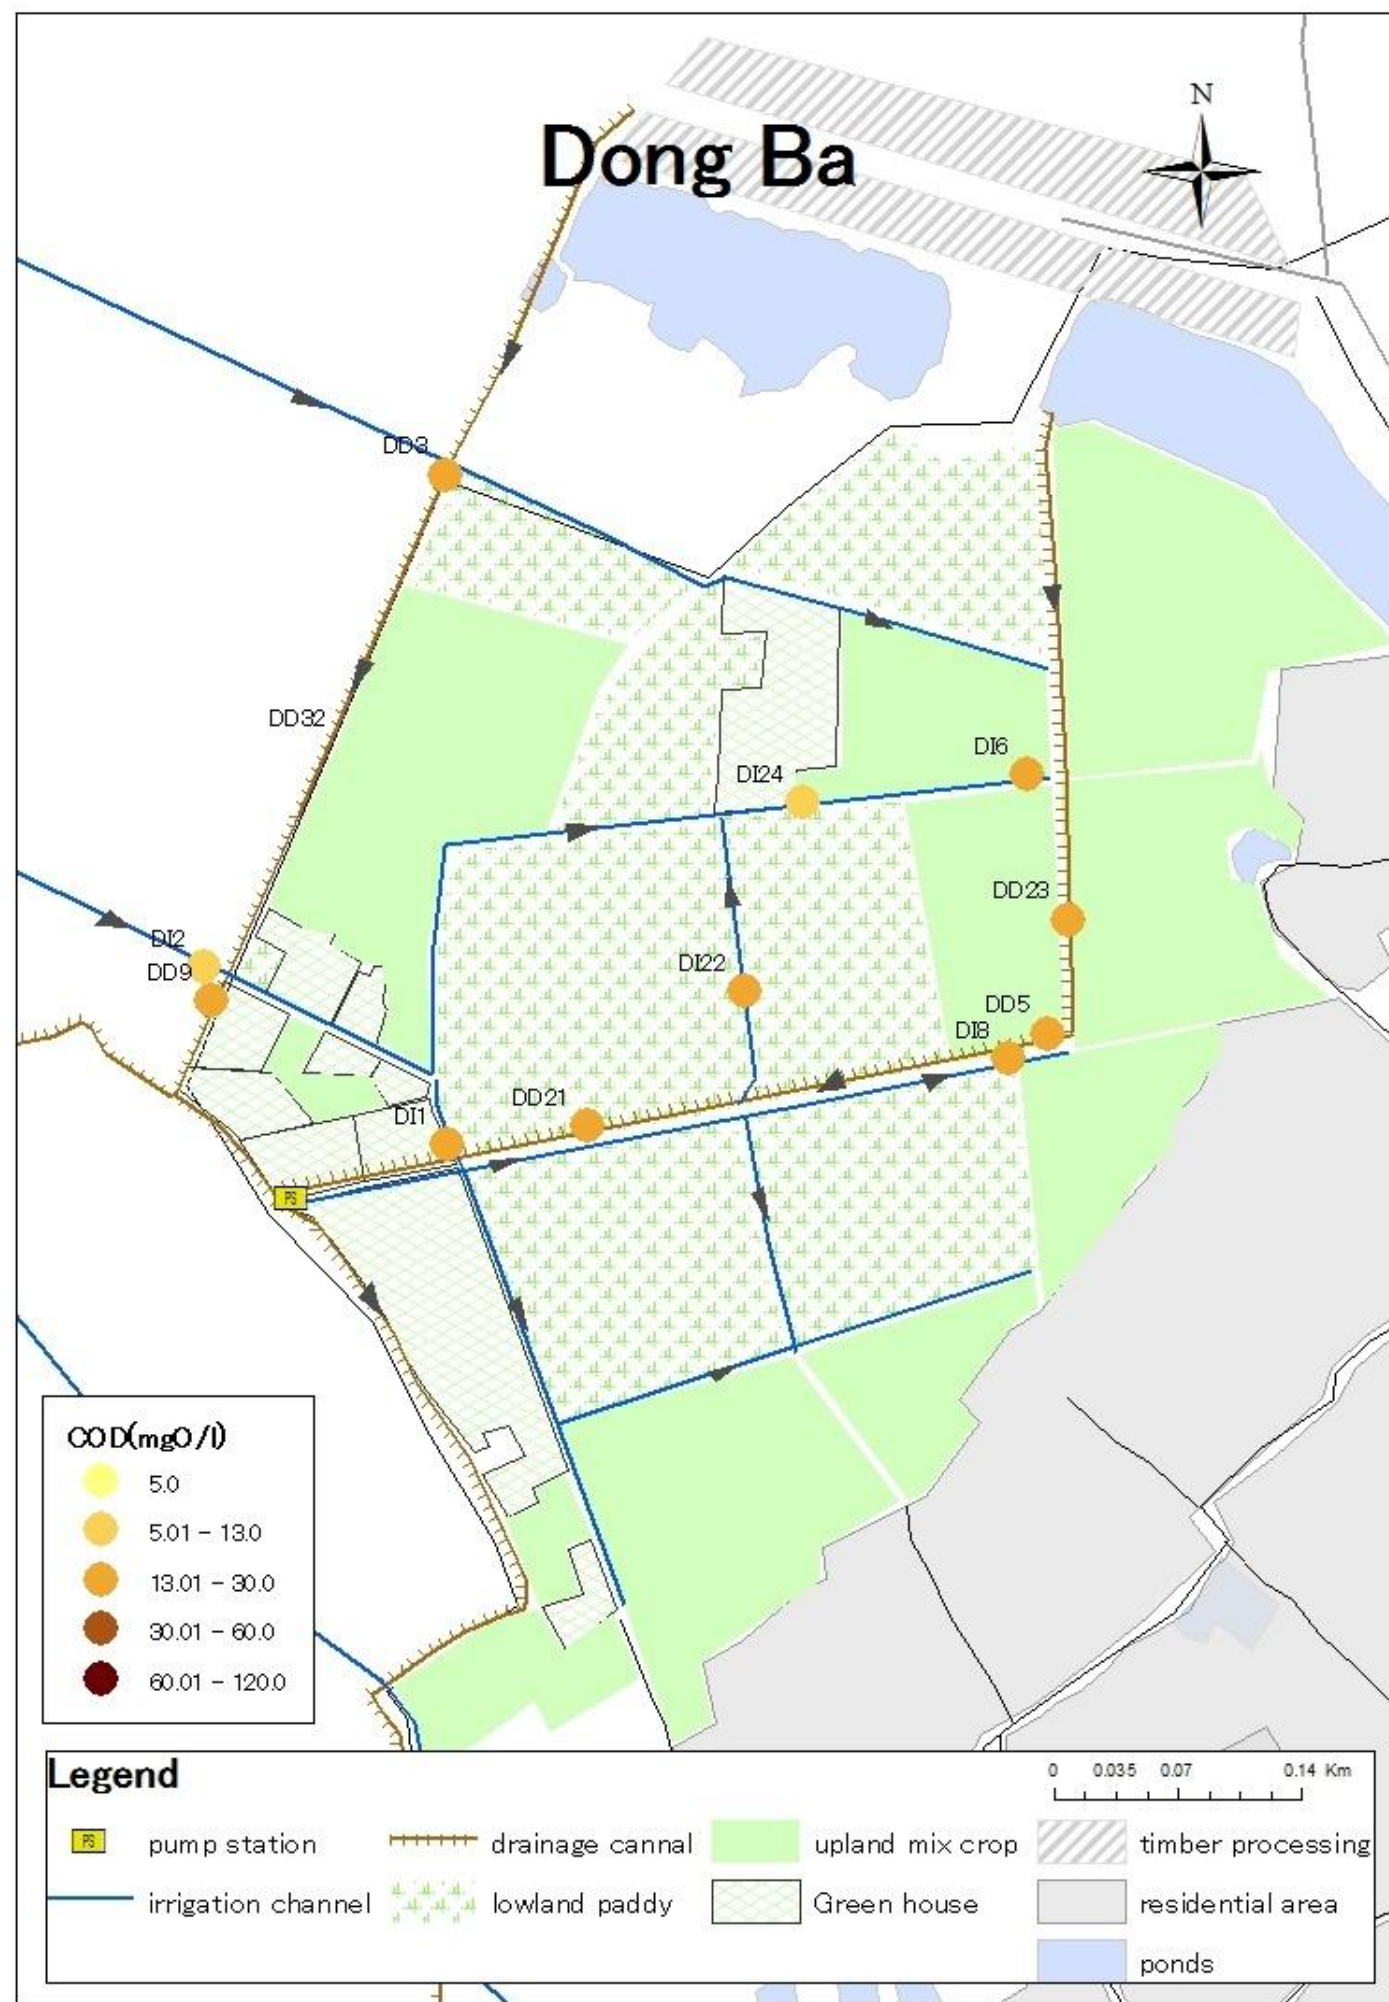 N
Dong Ba
DD3
DD32
DI6
DI24
DD23
DI2
DD9
DI22
DD5
DI8
DD21
DI1
PS
COD(mgO/l)
5.0
5.01 - 13.0
13.01 - 30.0
30.01 - 60.0
60.01 - 120.0
Legend
0 0.035 0.07 0.14 Km
PS pump station
drainage cannal
upland mix crop
timber processing
irrigation channel
lowland paddy
Green house
residential area
ponds